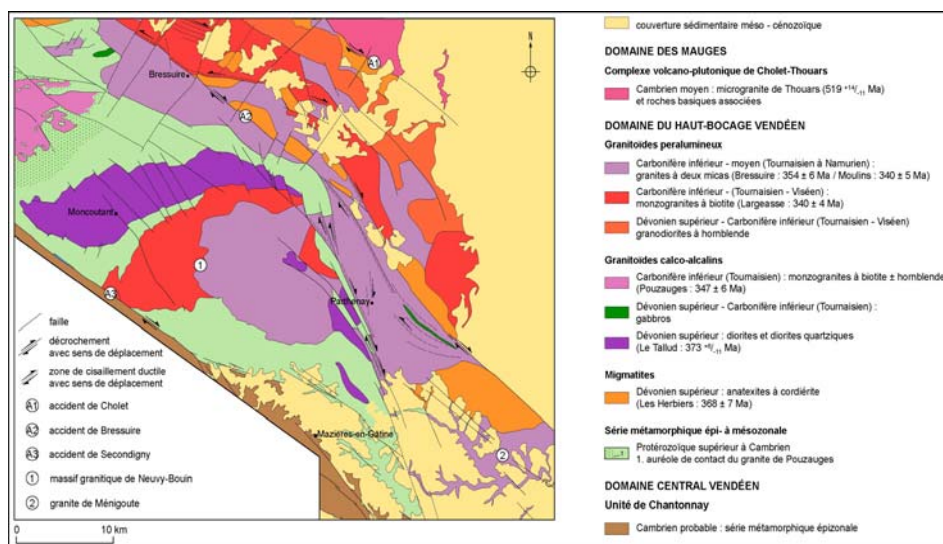 Bressuire
A1
N
A2
Moncoutant
1
A3
Parthenay
Mazières-en-Gâtine
2
faille
décrochement
avec sens de déplacement
zone de cisaillement ductile
avec sens de déplacement
A1 accident de Cholet
A2 accident de Bressuire
A3 accident de Secondigny
1 massif granitique de Neuvy-Bouin
2 granite de Ménigoute
0 10 km
couverture sédimentaire méso - cénozoïque
DOMAINE DES MAUGES
Complexe volcano-plutonique de Cholet-Thouars
Cambrien moyen : microgranite de Thouars (519 +14/-11 Ma)
et roches basiques associées
DOMAINE DU HAUT-BOCAGE VENDÉEN
Granitoïdes peralumineux
Carbonifère inférieur - moyen (Tournaisien à Namurien) :
granites à deux micas (Bressuire : 354 ± 6 Ma / Moulins : 340 ± 5 Ma)
Carbonifère inférieur - (Tournaisien - Viséen) :
monzogranites à biotite (Largeasse : 340 ± 4 Ma)
Dévonien supérieur - Carbonifère inférieur (Tournaisien - Viséen)
granodiorites à hornblende
Granitoïdes calco-alcalins
Carbonifère inférieur (Tournaisien) : monzogranites à biotite ± hornblende
(Pouzauges : 347 ± 6 Ma)
Dévonien supérieur - Carbonifère inférieur (Tournaisien) :
gabbros
Dévonien supérieur : diorites et diorites quartziques
(Le Tallud : 373 Ma)
Migmatites
Dévonien supérieur : anatexites à cordiérite
(Les Herbiers : 368 ± 7 Ma)
Série métamorphique épi- à mésozonale
Protérozoïque supérieur à Cambrien
1. auréole de contact du granite de Pouzauges
DOMAINE CENTRAL VENDÉEN
Unité de Chantonnay
Cambrien probable : série métamorphique épizonale